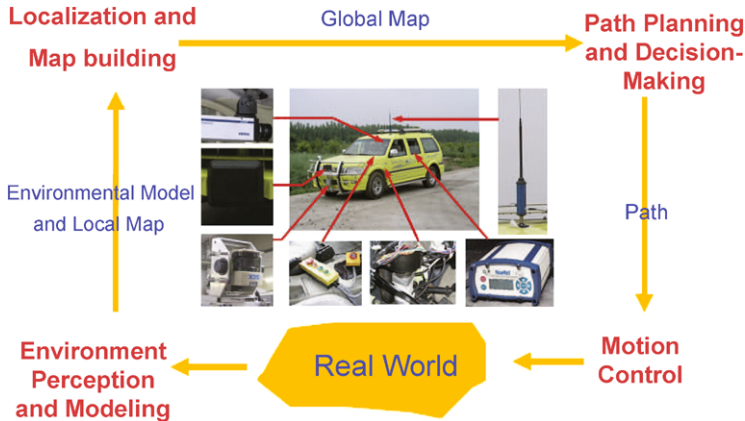 Localization and
Map building
Global Map
Path Planning
and Decision-
Making
Environmental Model
and Local Map
Path
Environment
Perception
and Modeling
Real World
Motion
Control